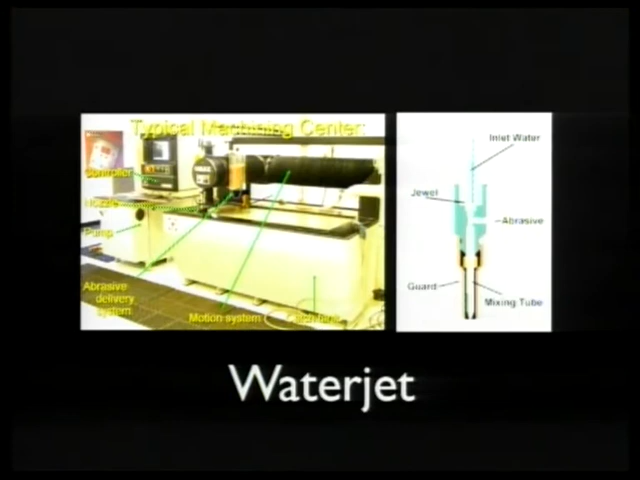 Typical Machining Center:
Controller
Nozzle
Pump
Abrasive
delivery
system
Motion system
Catch tank
Inlet Water
Jewel
Abrasive
Guard
Mixing Tube
Waterjet